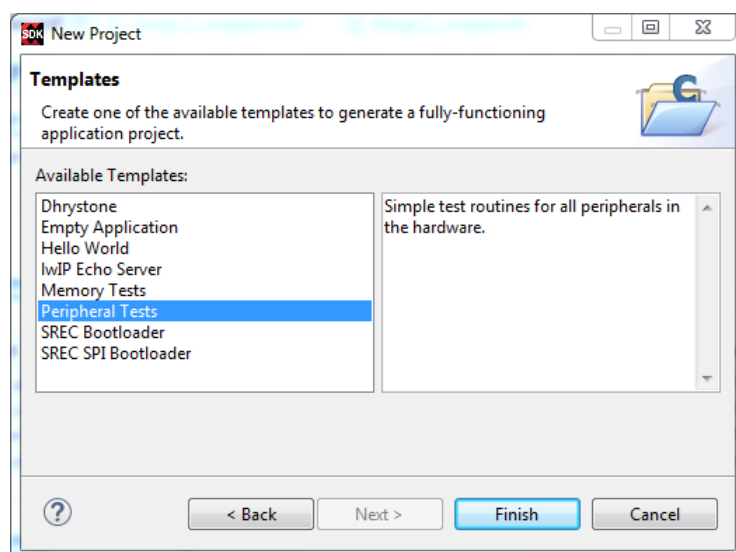 SDK New Project
Templates
Create one of the available templates to generate a fully-functioning
application project.
C
Available Templates:
Dhrystone
Empty Application
Hello World
lwIP Echo Server
Memory Tests
Peripheral Tests
SREC Bootloader
SREC SPI Bootloader
Simple test routines for all peripherals in
the hardware.
?
< Back
Next >
Finish
Cancel